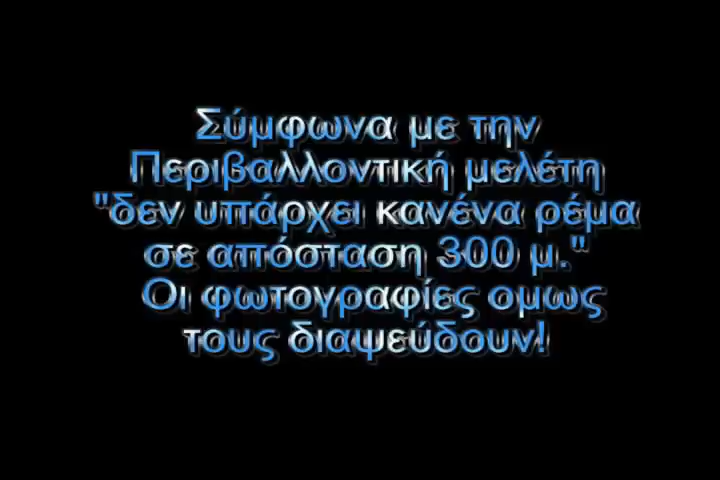 Σύμφωνα με την
Περιβαλλοντική μελέτη
"δεν υπάρχει κανένα ρέμα
σε απόσταση 300 μ."
Οι φωτογραφίες ομως
τους διαψεύδουν!